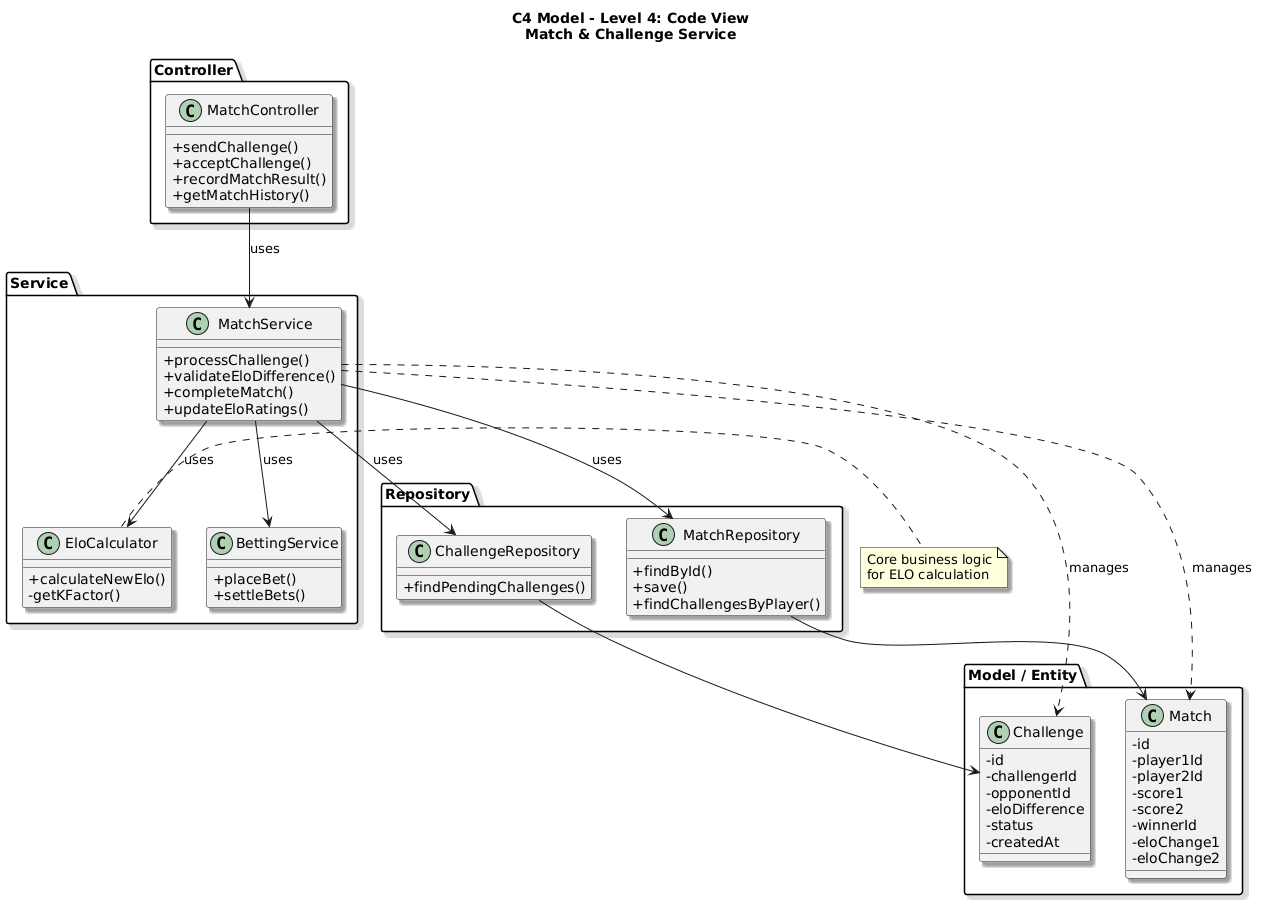 C4 Model - Level 4: Code View
Match & Challenge Service
Controller
C MatchController
+sendChallenge()
+acceptChallenge()
+recordMatchResult()
+getMatchHistory()
uses
Service
C MatchService
+processChallenge()
+validateEloDifference()
+completeMatch()
+updateEloRatings()
uses
uses
uses
uses
C EloCalculator
+calculateNewElo()
-getKFactor()
C BettingService
+placeBet()
+settleBets()
Repository
C ChallengeRepository
+findPendingChallenges()
C MatchRepository
+findById()
+save()
+findChallengesByPlayer()
Core business logic
for ELO calculation
manages
manages
Model / Entity
C Challenge
-id
-challengerId
-opponentId
-eloDifference
-status
-createdAt
C Match
-id
-player1Id
-player2Id
-score1
-score2
-winnerId
-eloChange1
-eloChange2